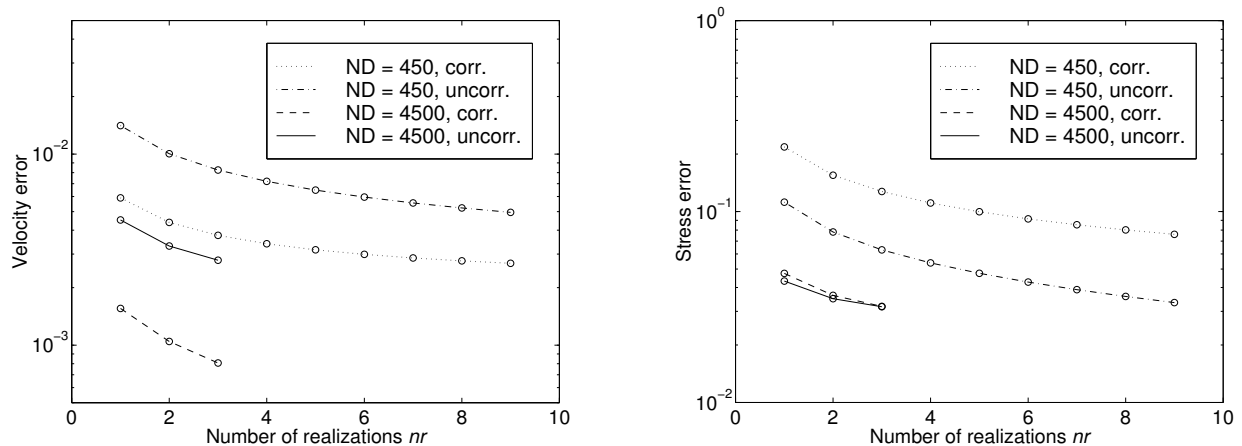 10^-2
10^-3
Velocity error
0 2 4 6 8 10
Number of realizations nr
ND = 450, corr.
ND = 450, uncorr.
ND = 4500, corr.
ND = 4500, uncorr.
10^0
10^-1
10^-2
Stress error
0 2 4 6 8 10
Number of realizations nr
ND = 450, corr.
ND = 450, uncorr.
ND = 4500, corr.
ND = 4500, uncorr.